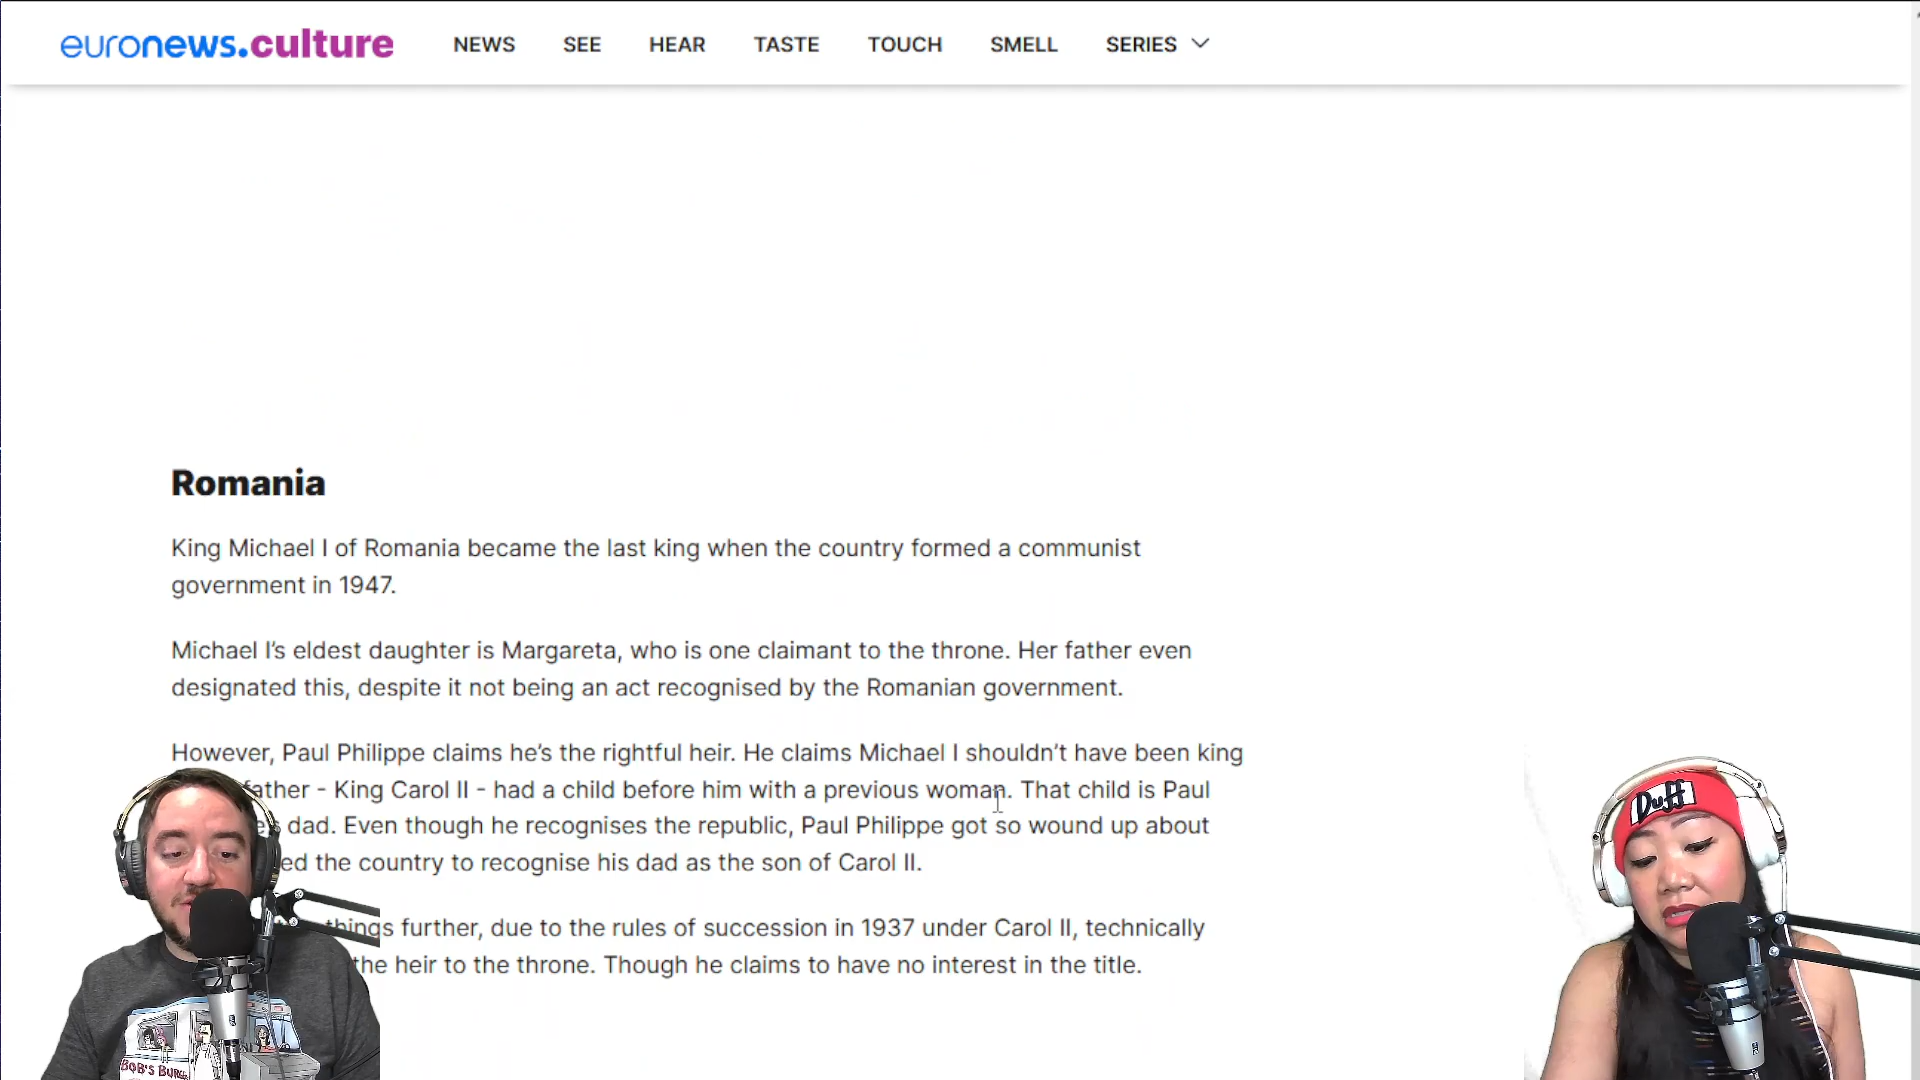 euronews.culture NEWS SEE HEAR TASTE TOUCH SMELL SERIES
Romania
King Michael I of Romania became the last king when the country formed a communist
government in 1947.
Michael I's eldest daughter is Margareta, who is one claimant to the throne. Her father even
designated this, despite it not being an act recognised by the Romanian government.
However, Paul Philippe claims he's the rightful heir. He claims Michael I shouldn't have been king
father - King Carol II - had a child before him with a previous woman. That child is Paul
dad. Even though he recognises the republic, Paul Philippe got so wound up about
the country to recognise his dad as the son of Carol II.
things further, due to the rules of succession in 1937 under Carol II, technically
the heir to the throne. Though he claims to have no interest in the title.
Duff
BOB'S